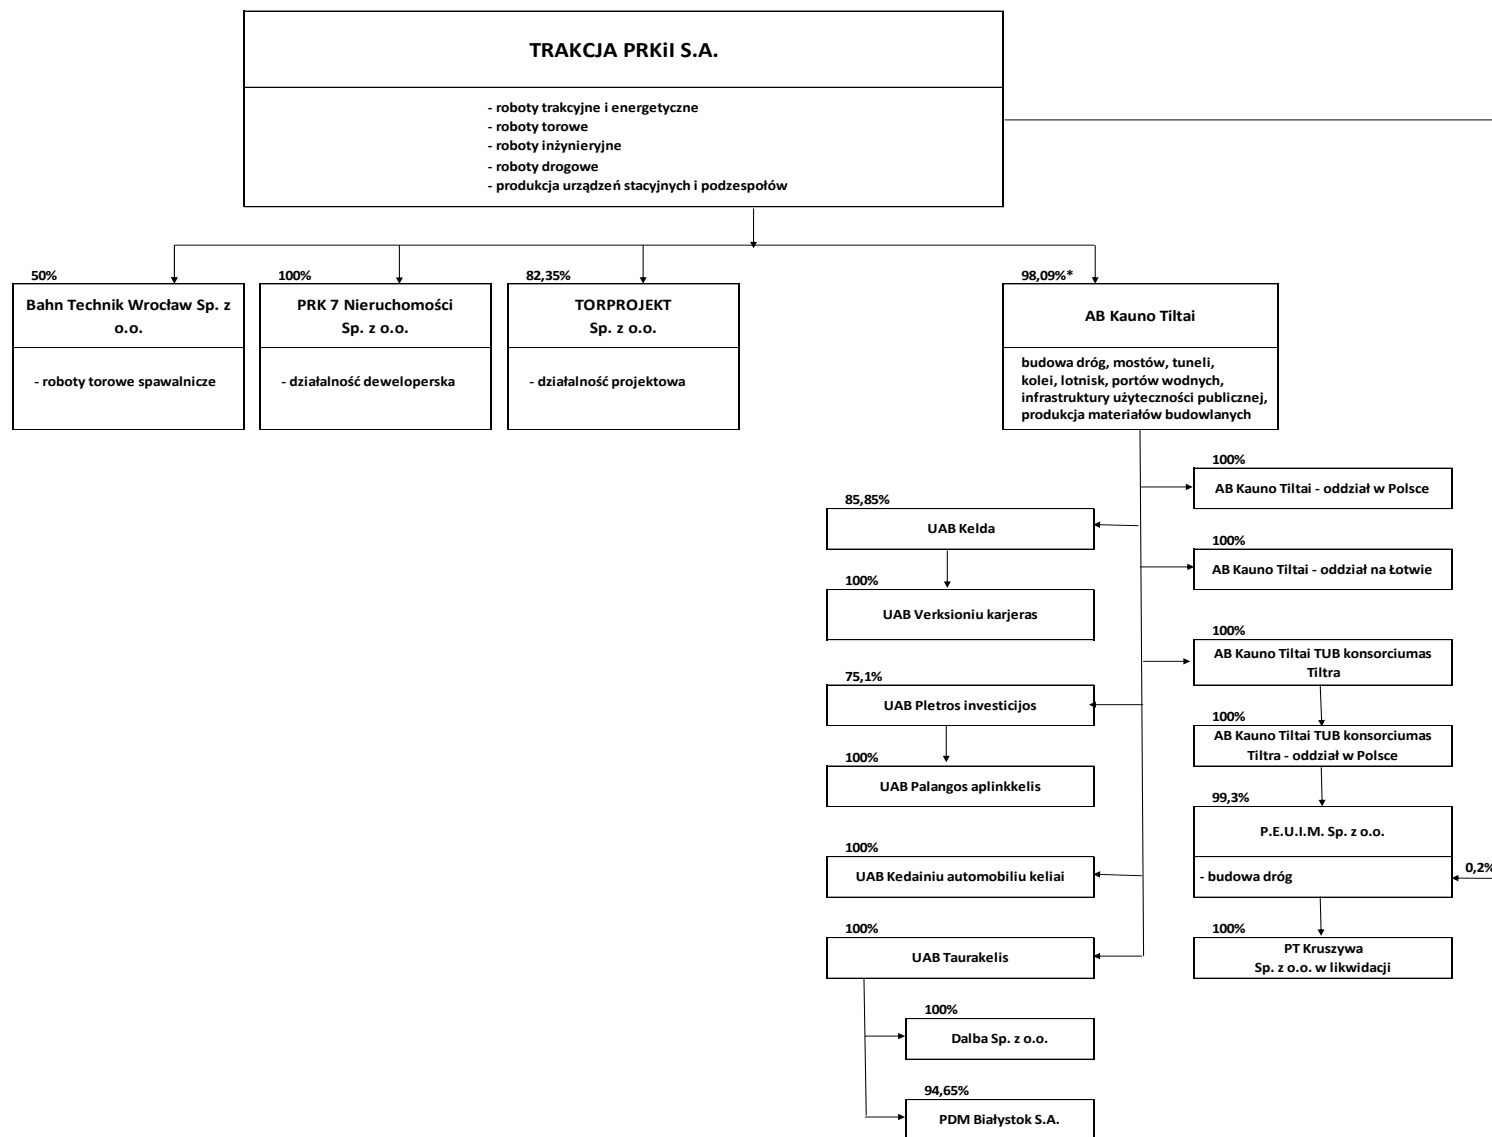 TRAKCJA PRKiI S.A.
- roboty trakcyjne i energetyczne
- roboty torowe
- roboty inżynieryjne
- roboty drogowe
- produkcja urządzeń stacyjnych i podzespołów
50%
Bahn Technik Wrocław Sp. z
o.o.
- roboty torowe spawalnicze
100%
PRK 7 Nieruchomości
Sp. z o.o.
- działalność deweloperska
82,35%
TORPROJEKT
Sp. z o.o.
- działalność projektowa
98,09%*
AB Kauno Tiltai
budowa dróg, mostów, tuneli,
kolei, lotnisk, portów wodnych,
infrastruktury użyteczności publicznej,
produkcja materiałów budowlanych
85,85%
UAB Kelda
100%
UAB Verksioniu karjeras
75,1%
UAB Pletros investicijos
100%
UAB Palangos aplinkkelis
100%
UAB Kedainiu automobiliu keliai
100%
UAB Taurakelis
100%
Dalba Sp. z o.o.
94,65%
PDM Białystok S.A.
100%
AB Kauno Tiltai - oddział w Polsce
100%
AB Kauno Tiltai - oddział na Łotwie
100%
AB Kauno Tiltai TUB konsorciumas
Tiltra
100%
AB Kauno Tiltai TUB konsorciumas
Tiltra - oddział w Polsce
99,3%
P.E.U.I.M. Sp. z o.o.
- budowa dróg
0,2%
100%
PT Kruszywa
Sp. z o.o. w likwidacji